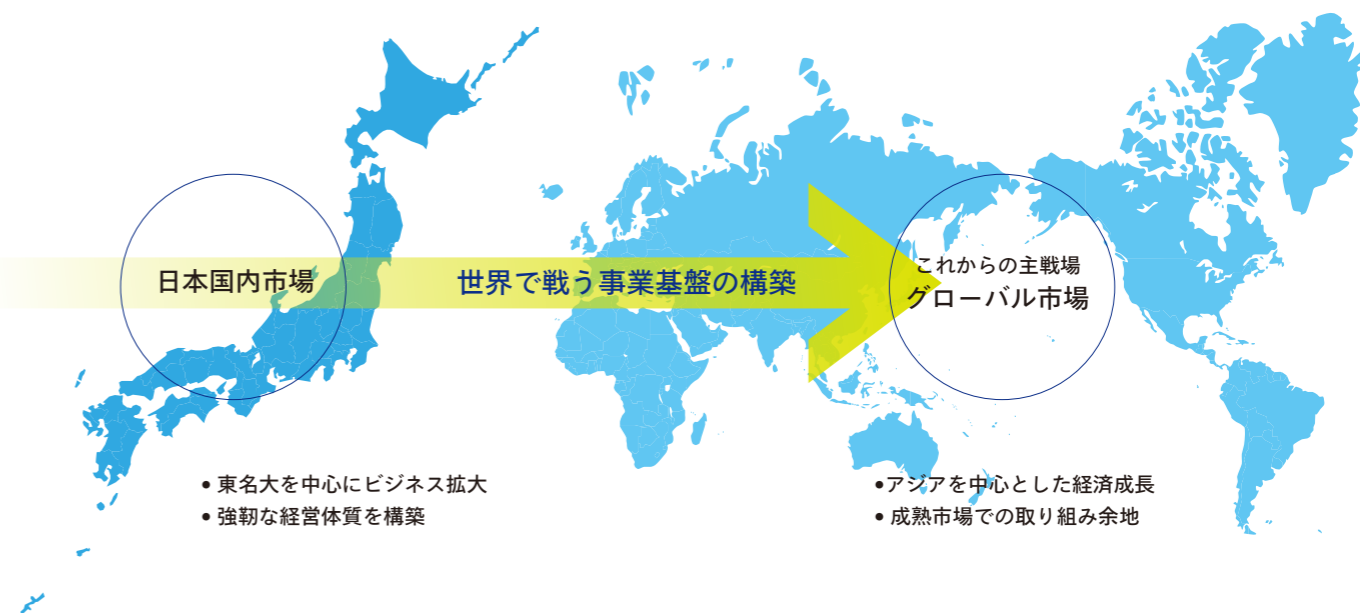 日本国内市場
世界で戦う事業基盤の構築
これからの主戦場
グローバル市場
• 東名大を中心にビジネス拡大
• 強靭な経営体質を構築
•アジアを中心とした経済成長
• 成熟市場での取り組み余地